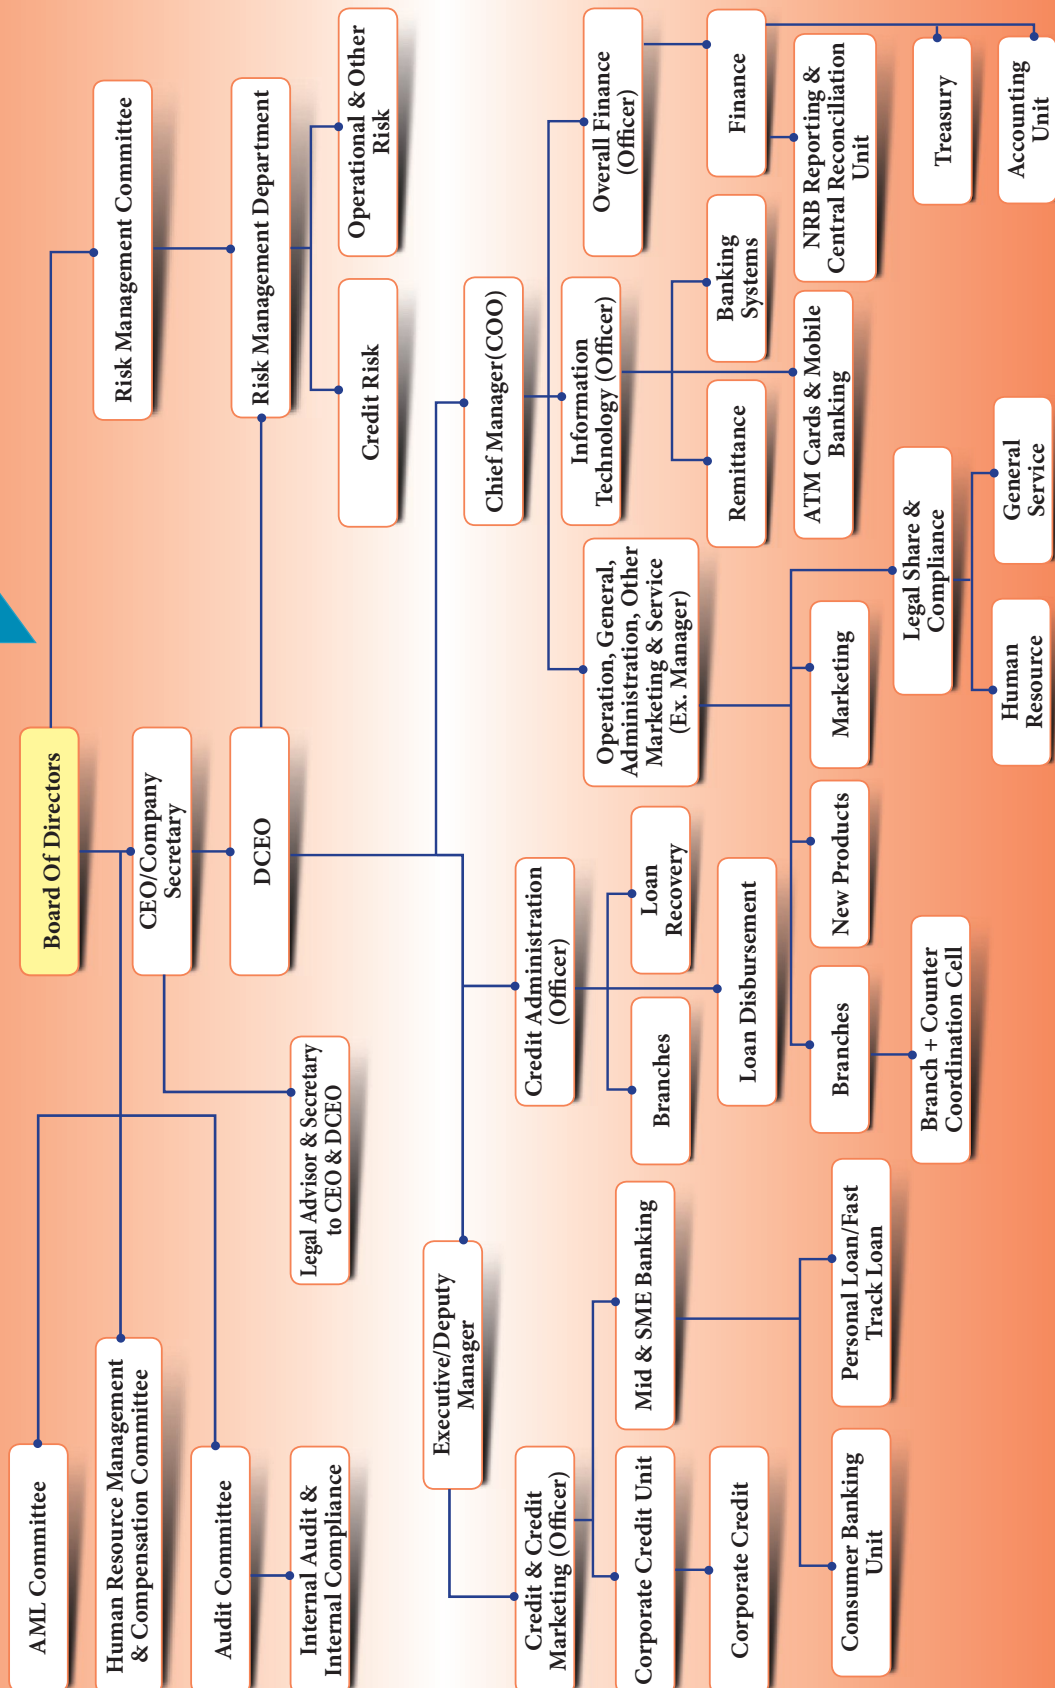 Board Of Directors
AML Committee
Human Resource Management
& Compensation Committee
Audit Committee
Internal Audit &
Internal Compliance
CEO/Company
Secretary
Risk Management Committee
Legal Advisor & Secretary
to CEO & DCEO
DCEO
Risk Management Department
Credit Risk
Operational & Other
Risk
Executive/Deputy
Manager
Chief Manager(COO)
Credit & Credit
Marketing (Officer)
Credit Administration
(Officer)
Operation, General,
Administration, Other
Marketing & Service
(Ex. Manager)
Information
Technology (Officer)
Overall Finance
(Officer)
Corporate Credit Unit
Mid & SME Banking
Branches
Loan
Recovery
Corporate Credit
Loan Disbursement
Remittance
Banking
Systems
Finance
Consumer Banking
Unit
Personal Loan/Fast
Track Loan
Branches
New Products
Marketing
ATM Cards & Mobile
Banking
NRB Reporting &
Central Reconciliation
Unit
Branch + Counter
Coordination Cell
Legal Share &
Compliance
Treasury
Human
Resource
General
Service
Accounting
Unit